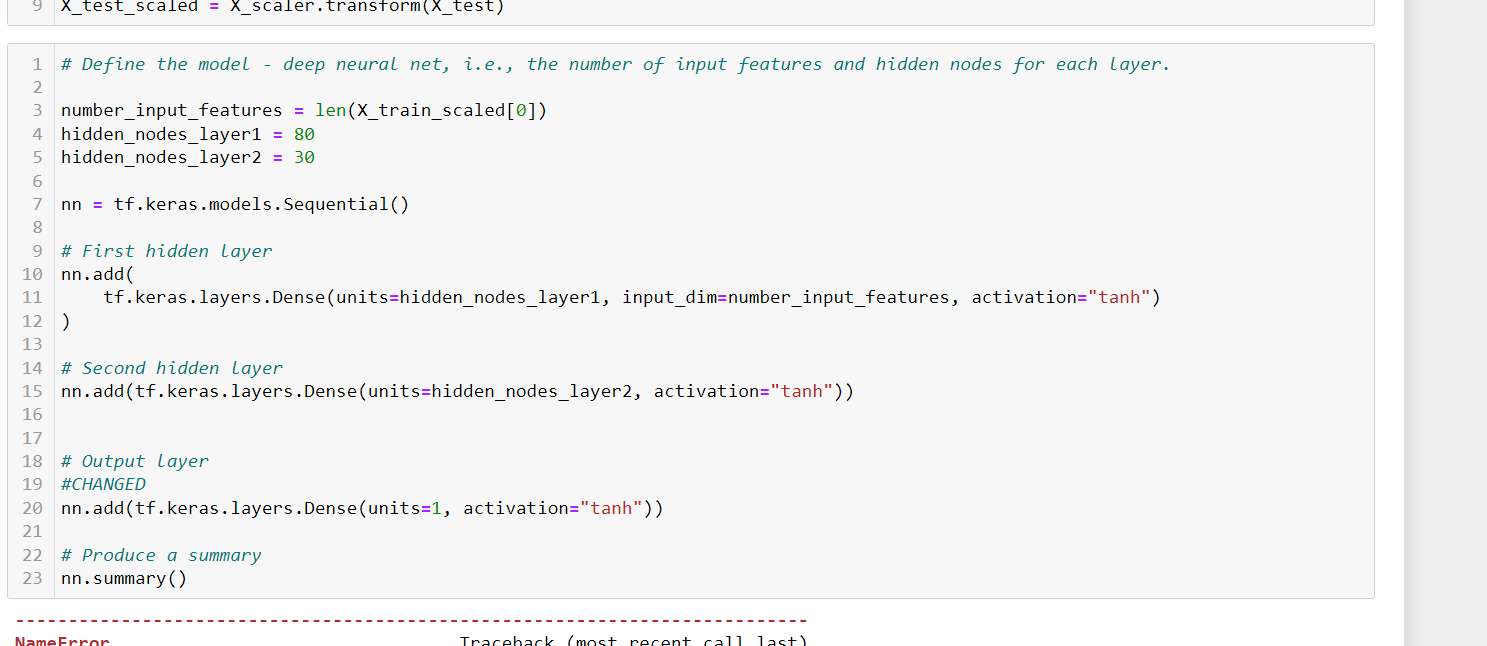 9 X_test_scaled = X_scaler.transform(X_test)
1 # Define the model - deep neural net, i.e., the number of input features and hidden nodes for each layer.
2
3 number_input_features = len(X_train_scaled[0])
4 hidden_nodes_layer1 = 80
5 hidden_nodes_layer2 = 30
6
7 nn = tf.keras.models.Sequential()
8
9 # First hidden layer
10 nn.add(
11     tf.keras.layers.Dense(units=hidden_nodes_layer1, input_dim=number_input_features, activation="tanh")
12 )
13
14 # Second hidden layer
15 nn.add(tf.keras.layers.Dense(units=hidden_nodes_layer2, activation="tanh"))
16
17
18 # Output layer
19 #CHANGED
20 nn.add(tf.keras.layers.Dense(units=1, activation="tanh"))
21
22 # Produce a summary
23 nn.summary()
---------------------------------------------------------------------------
NameError                                 Traceback (most recent call last)